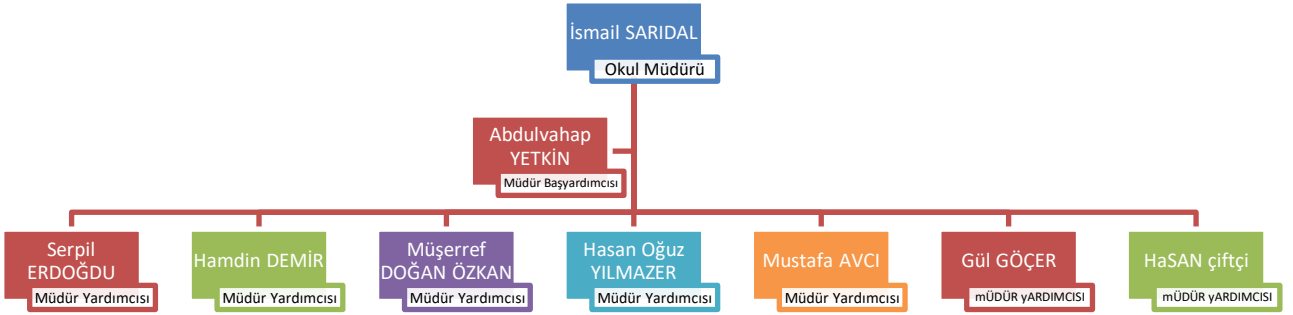 İsmail SARIDAL
Okul Müdürü
Abdulvahap
YETKİN
Müdür Başyardımcısı
Serpil
ERDOĞDU
Müdür Yardımcısı
Hamdin DEMİR
Müdür Yardımcısı
Müşerref
DOĞAN ÖZKAN
Müdür Yardımcısı
Hasan Oğuz
YILMAZER
Müdür Yardımcısı
Mustafa AVCI
Müdür Yardımcısı
Gül GÖÇER
mÜDÜR yARDIMCISI
HaSAN çiftçi
mÜDÜR yARDIMCISI